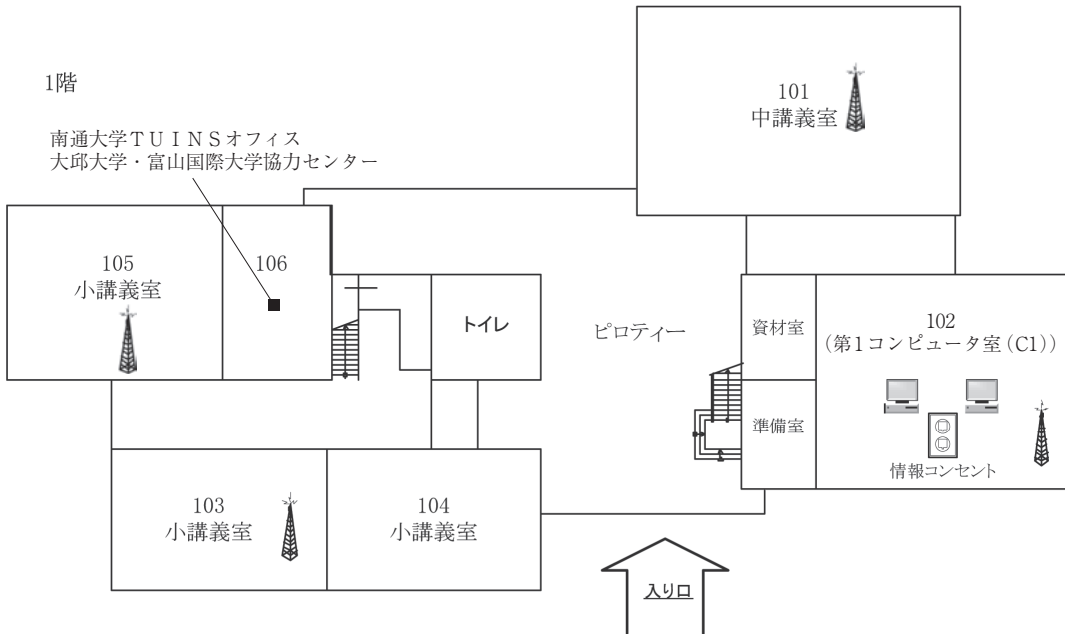 1階
南通大学ＴＵＩＮＳオフィス
大邱大学・富山国際大学協力センター
101
中講義室
105
小講義室
106
トイレ
ピロティー
資材室
準備室
102
(第1コンピュータ室(C1))
情報コンセント
103
小講義室
104
小講義室
入り口